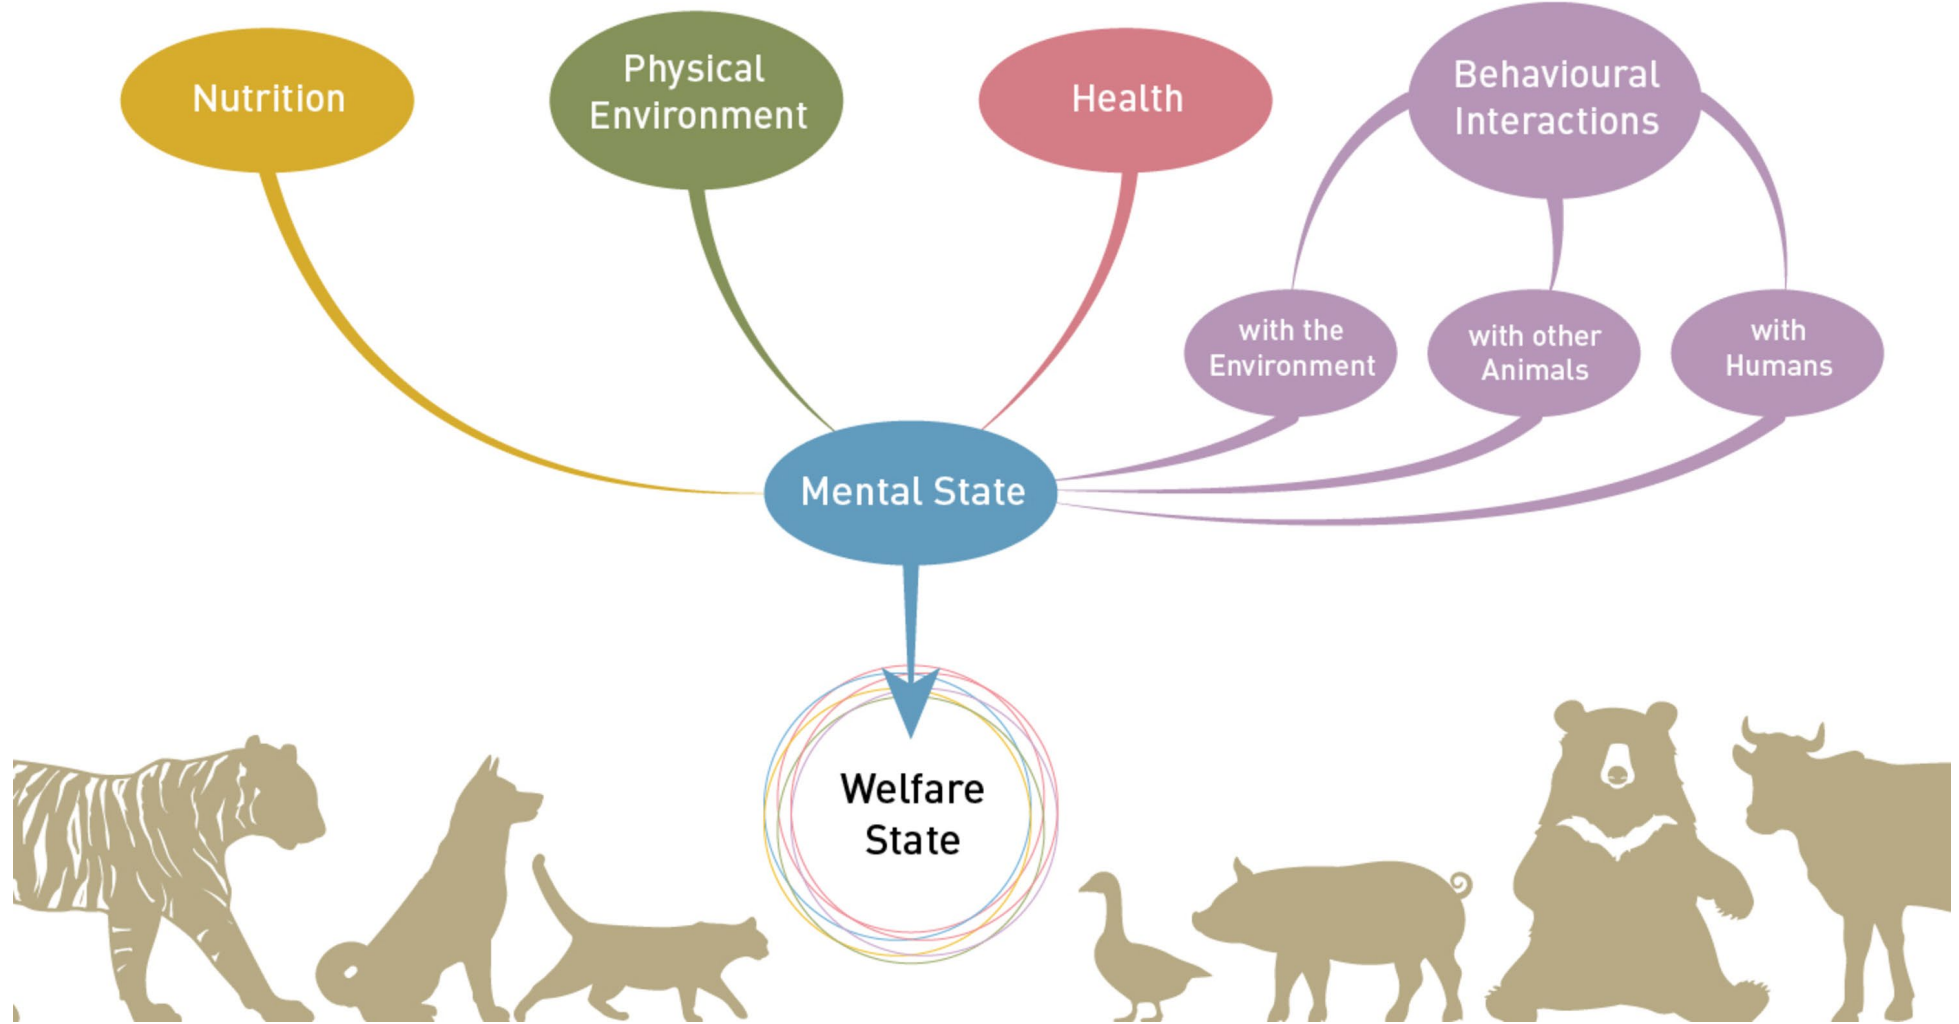 Nutrition
Physical
Environment
Health
Behavioural
Interactions
with the
Environment
with other
Animals
with
Humans
Mental State
Welfare
State